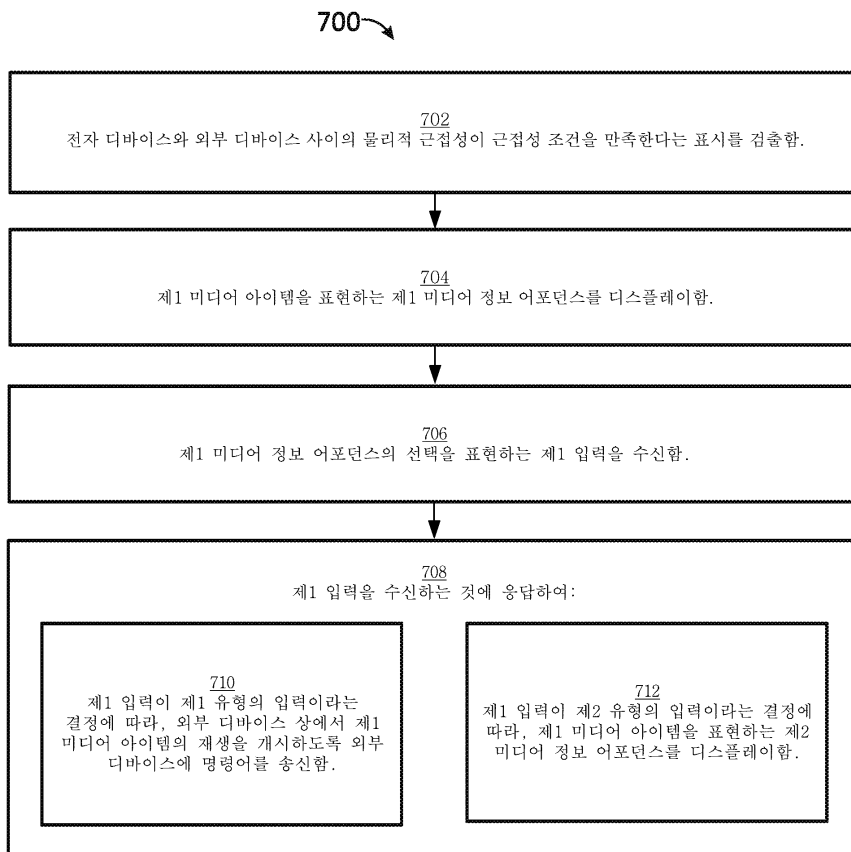 700
702
전자 디바이스와 외부 디바이스 사이의 물리적 근접성이 근접성 조건을 만족한다는 표시를 검출함.
704
제1 미디어 아이템을 표현하는 제1 미디어 정보 어포던스를 디스플레이함.
706
제1 미디어 정보 어포던스의 선택을 표현하는 제1 입력을 수신함.
708
제1 입력을 수신하는 것에 응답하여:
710
제1 입력이 제1 유형의 입력이라는
결정에 따라, 외부 디바이스 상에서 제1
미디어 아이템의 재생을 개시하도록 외부
디바이스에 명령어를 송신함.
712
제1 입력이 제2 유형의 입력이라는 결정에
따라, 제1 미디어 아이템을 표현하는 제2
미디어 정보 어포던스를 디스플레이함.